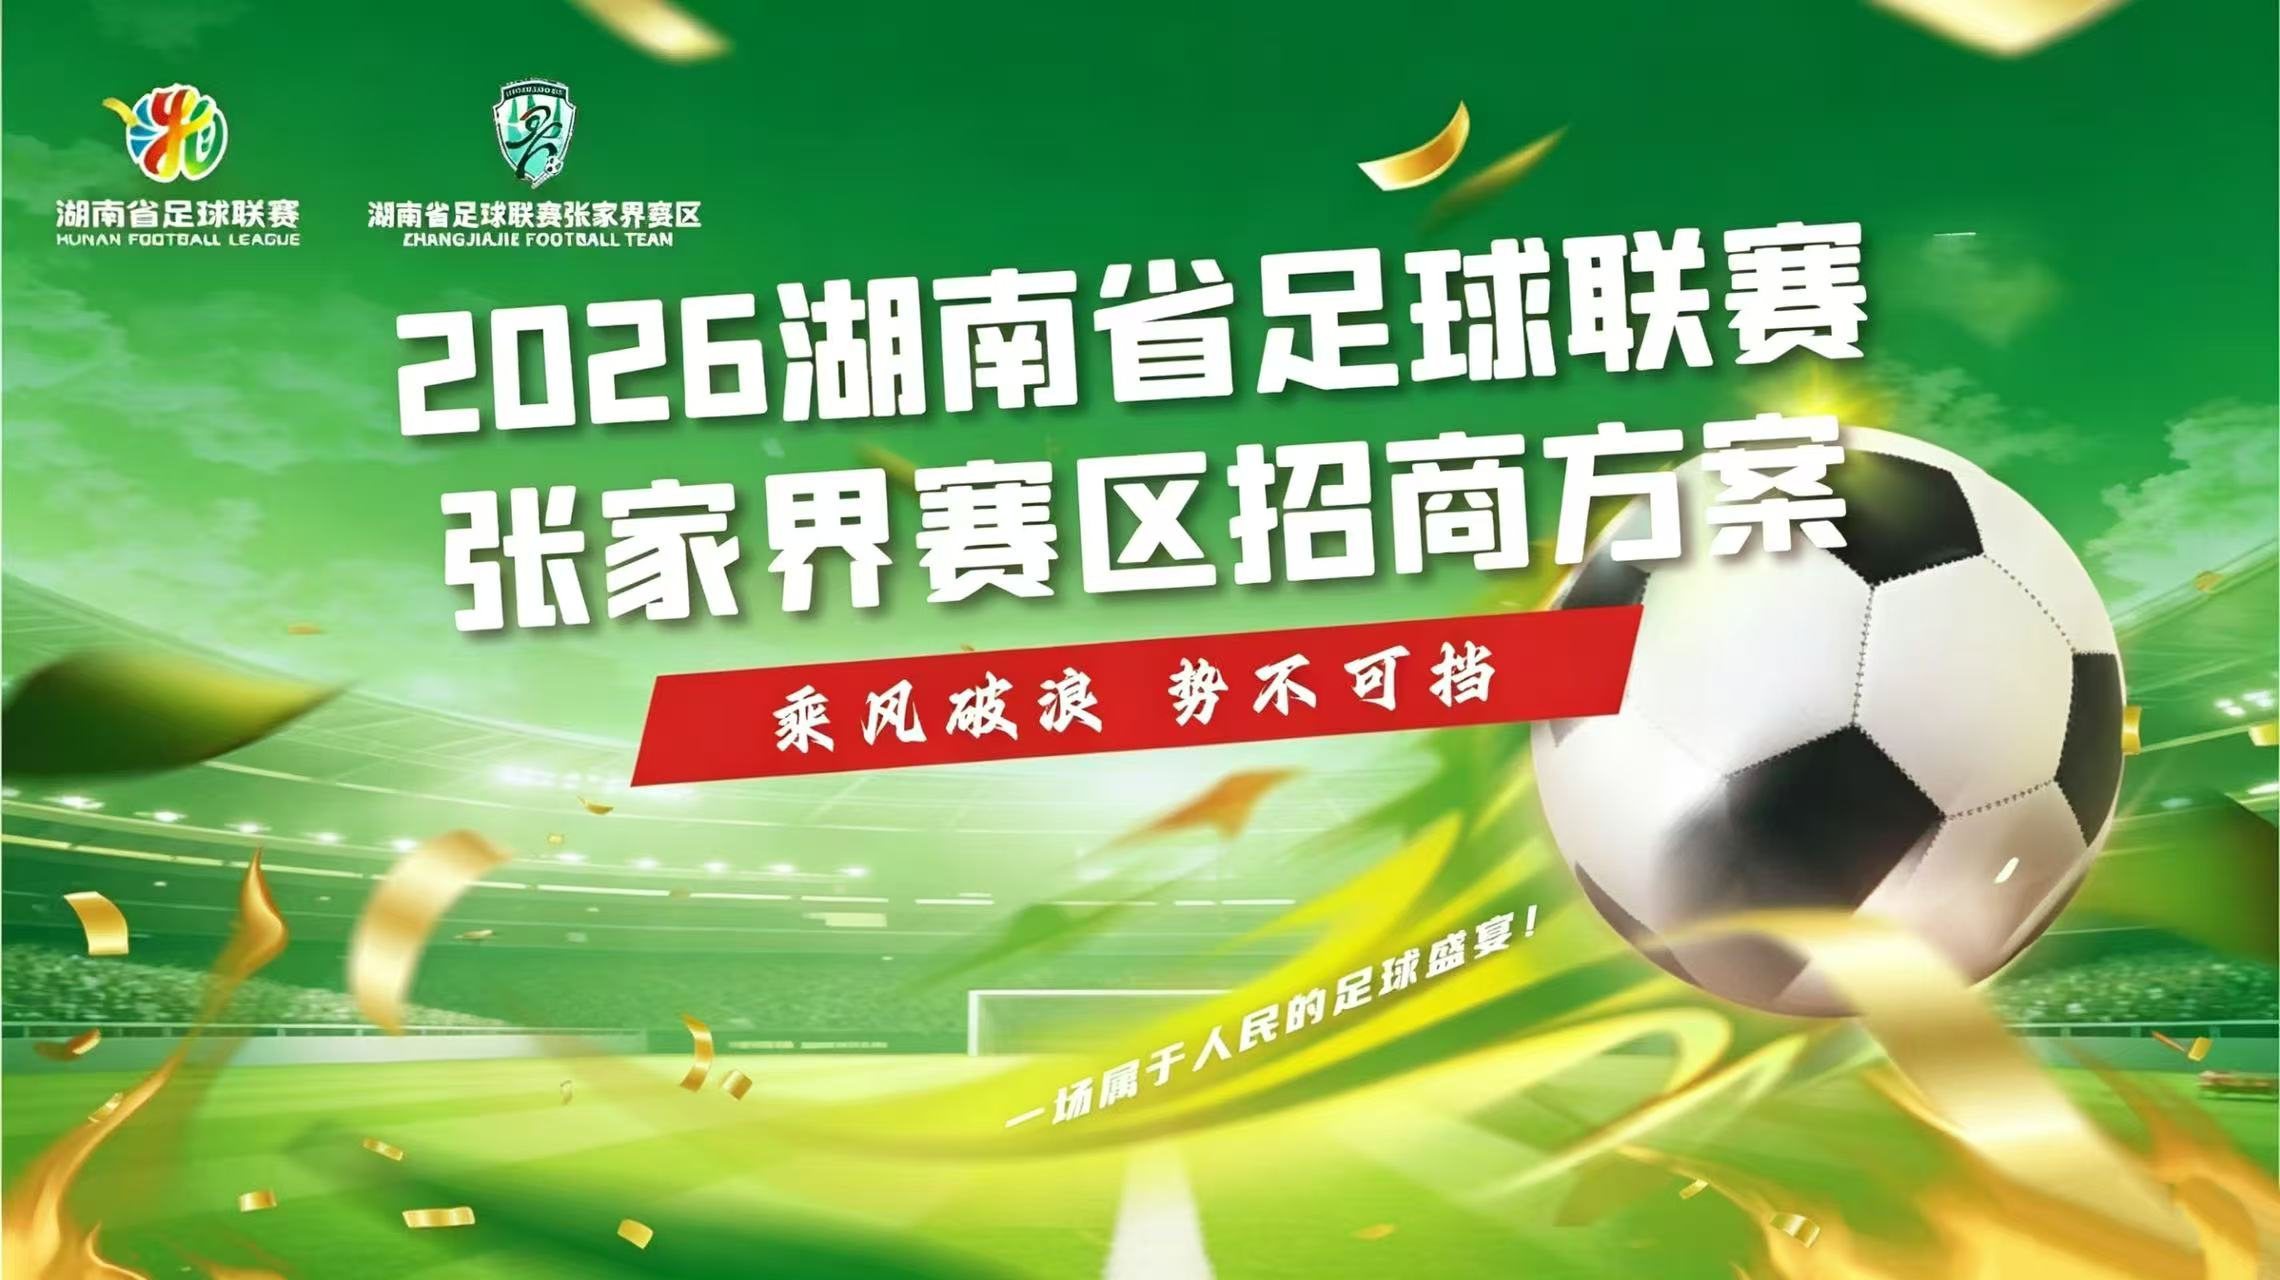 湖南省足球联赛
HUNAN FOOTBALL LEAGUE
湖南省足球联赛张家界赛区
ZHANGJIAJIE FOOTBALL TEAM
2026湖南省足球联赛
张家界赛区招商方案
乘风破浪 势不可挡
一场属于人民的足球盛宴!